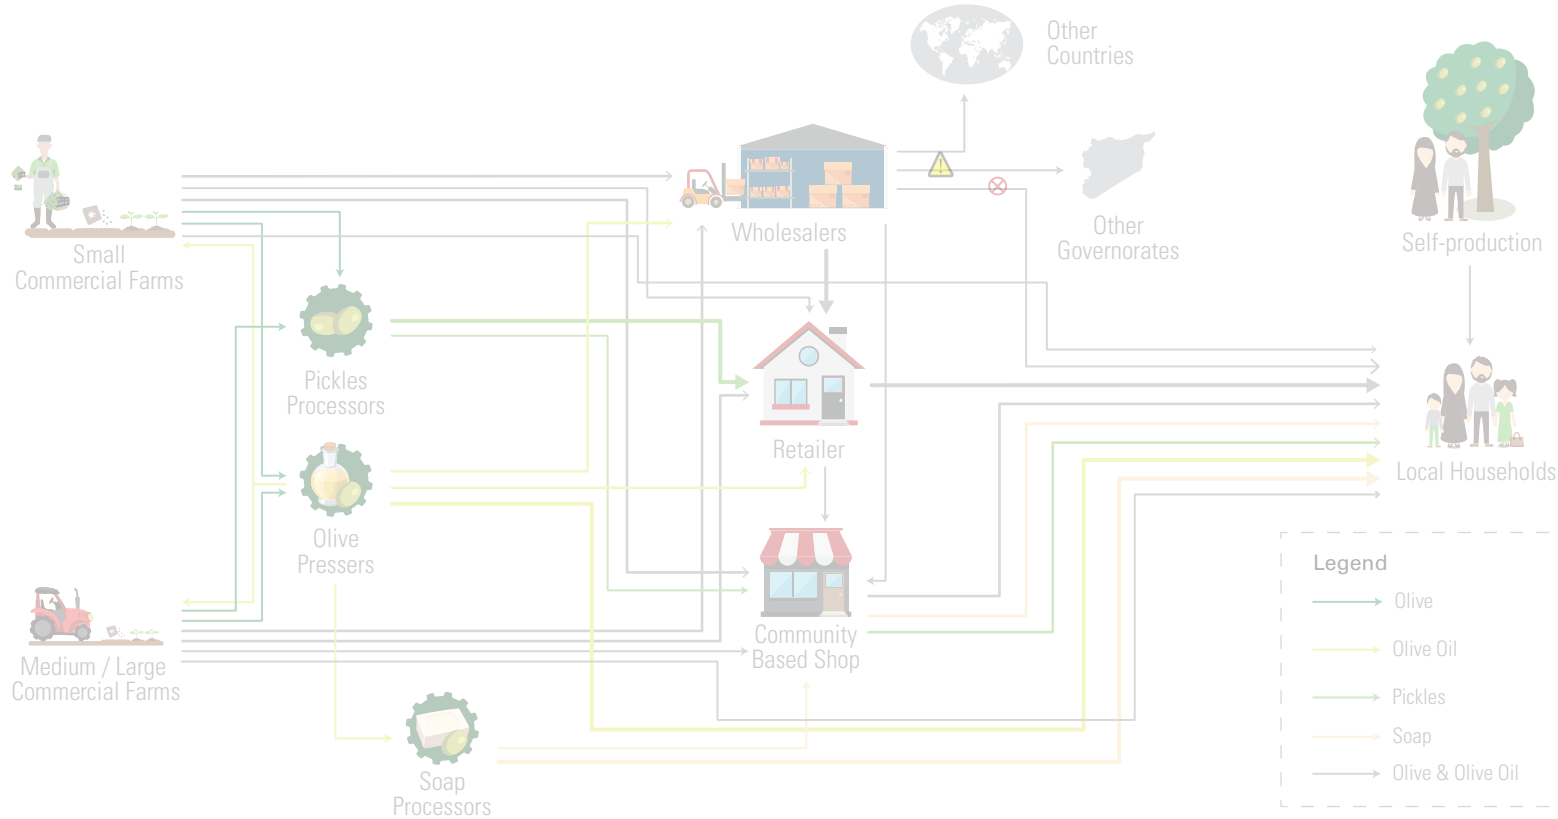 Other
Countries
Other
Governorates
Self-production
Small
Commercial Farms
Wholesalers
Pickles
Processors
Retailer
Local Households
Olive
Pressers
Community
Based Shop
Medium / Large
Commercial Farms
Soap
Processors
Legend
Olive
Olive Oil
Pickles
Soap
Olive & Olive Oil